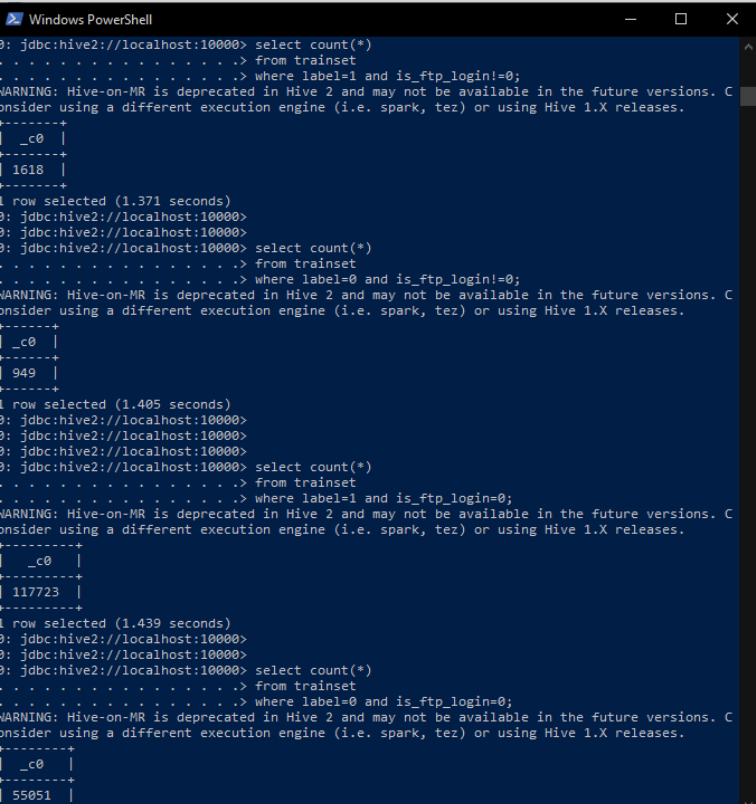 Windows PowerShell
0: jdbc:hive2://localhost:10000> select count(*)
. . . . . . . . . . . . . . . .> from trainset
. . . . . . . . . . . . . . . .> where label=1 and is_ftp_login!=0;
WARNING: Hive-on-MR is deprecated in Hive 2 and may not be available in the future versions. C
onsider using a different execution engine (i.e. spark, tez) or using Hive 1.X releases.
+-------+
|  _c0  |
+-------+
| 1618  |
+-------+
1 row selected (1.371 seconds)
0: jdbc:hive2://localhost:10000>
0: jdbc:hive2://localhost:10000>
0: jdbc:hive2://localhost:10000> select count(*)
. . . . . . . . . . . . . . . .> from trainset
. . . . . . . . . . . . . . . .> where label=0 and is_ftp_login!=0;
WARNING: Hive-on-MR is deprecated in Hive 2 and may not be available in the future versions. C
onsider using a different execution engine (i.e. spark, tez) or using Hive 1.X releases.
+------+
| _c0  |
+------+
| 949  |
+------+
1 row selected (1.405 seconds)
0: jdbc:hive2://localhost:10000>
0: jdbc:hive2://localhost:10000>
0: jdbc:hive2://localhost:10000>
0: jdbc:hive2://localhost:10000> select count(*)
. . . . . . . . . . . . . . . .> from trainset
. . . . . . . . . . . . . . . .> where label=1 and is_ftp_login=0;
WARNING: Hive-on-MR is deprecated in Hive 2 and may not be available in the future versions. C
onsider using a different execution engine (i.e. spark, tez) or using Hive 1.X releases.
+---------+
|   _c0   |
+---------+
| 117723  |
+---------+
1 row selected (1.439 seconds)
0: jdbc:hive2://localhost:10000>
0: jdbc:hive2://localhost:10000>
0: jdbc:hive2://localhost:10000> select count(*)
. . . . . . . . . . . . . . . .> from trainset
. . . . . . . . . . . . . . . .> where label=0 and is_ftp_login=0;
WARNING: Hive-on-MR is deprecated in Hive 2 and may not be available in the future versions. C
onsider using a different execution engine (i.e. spark, tez) or using Hive 1.X releases.
+--------+
|  _c0   |
+--------+
| 55051  |